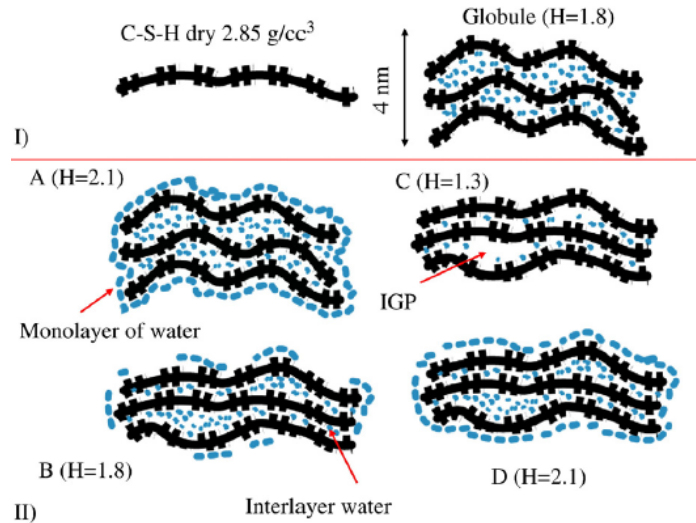 C-S-H dry 2.85 g/cc³
Globule (H=1.8)
4 nm
I)
A (H=2.1)
C (H=1.3)
IGP
Monolayer of water
B (H=1.8)
D (H=2.1)
Interlayer water
II)